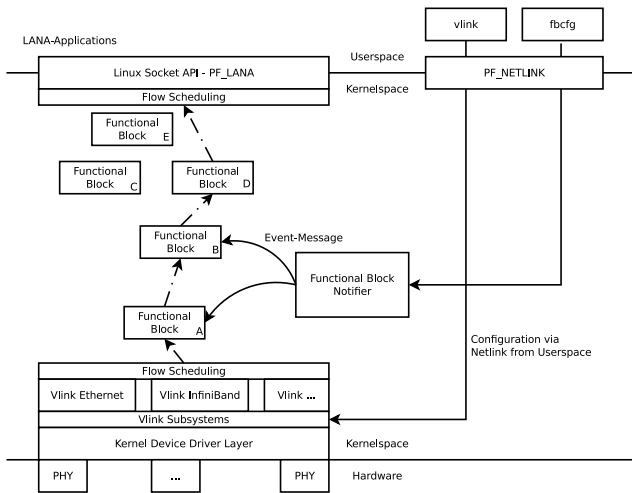 vlink
fbcfg
LANA-Applications
Userspace
Linux Socket API - PF_LANA
PF_NETLINK
Kernelspace
Flow Scheduling
Functional
Block
E
Functional
Block
C
Functional
Block
D
Functional
Block
B
Event-Message
Functional Block
Notifier
Functional
Block
A
Configuration via
Netlink from Userspace
Flow Scheduling
Vlink Ethernet
Vlink InfiniBand
Vlink ...
Vlink Subsystems
Kernel Device Driver Layer
Kernelspace
PHY
...
PHY
Hardware